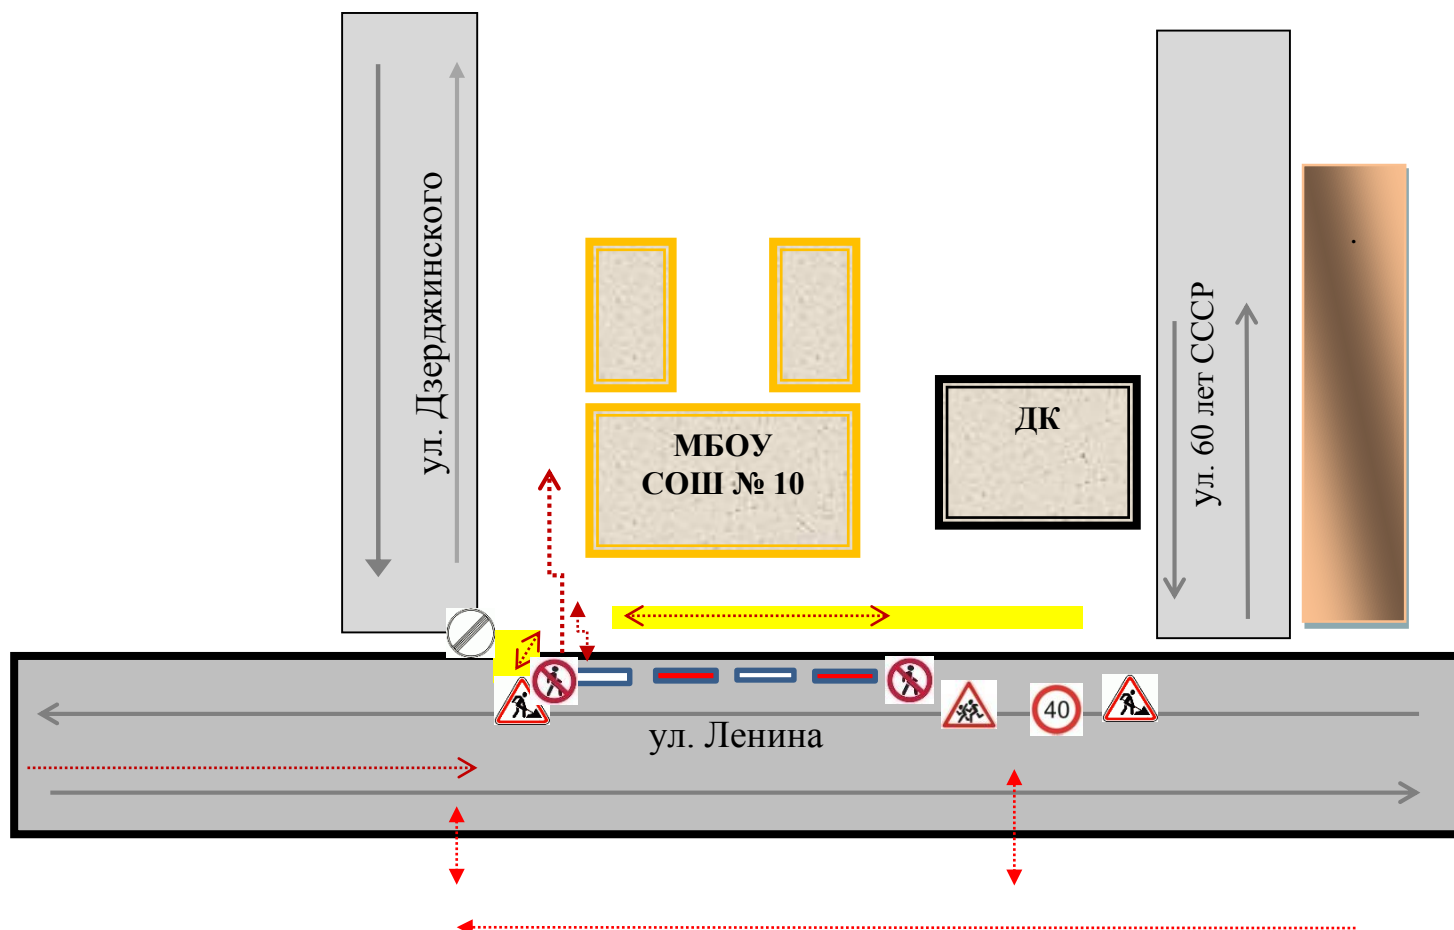 ул. Дзержинского
МБОУ
СОШ № 10
ДК
ул. 60 лет СССР
40
ул. Ленина